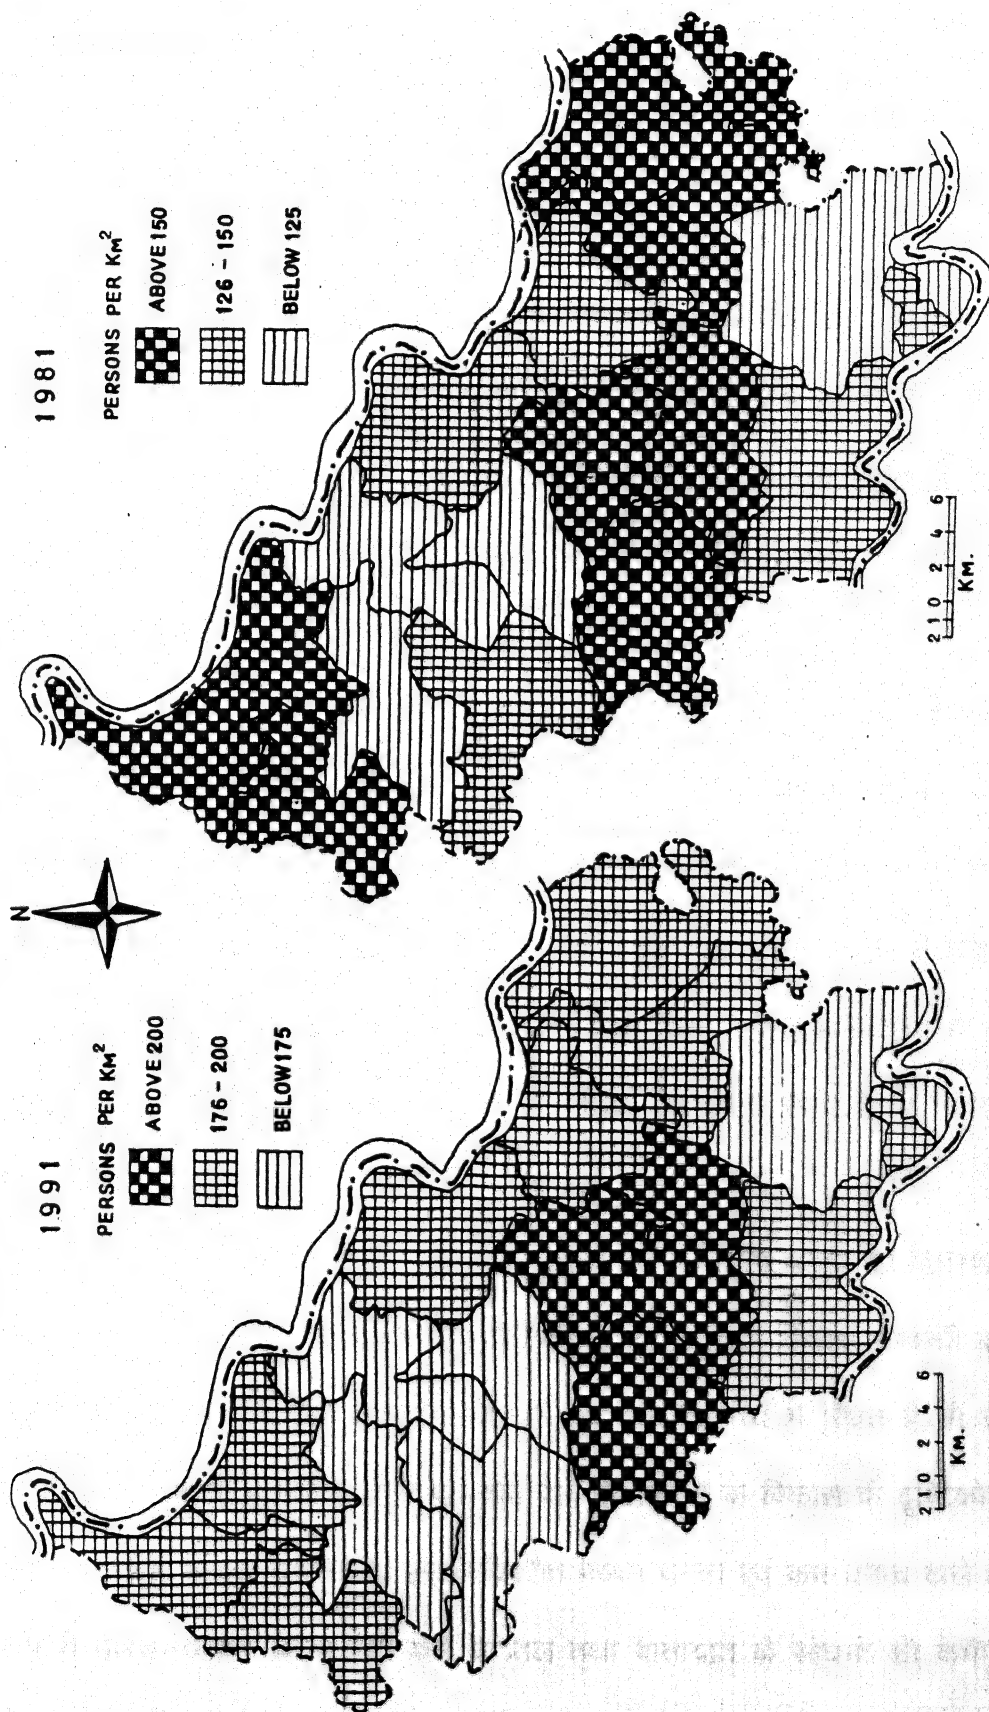 1981
PERSONS PER KM²
ABOVE 150
126 - 150
BELOW 125
2 1 0 2 4 6
KM.
N
1991
PERSONS PER KM²
ABOVE 200
176 - 200
BELOW 175
2 0 2 4 6
KM.